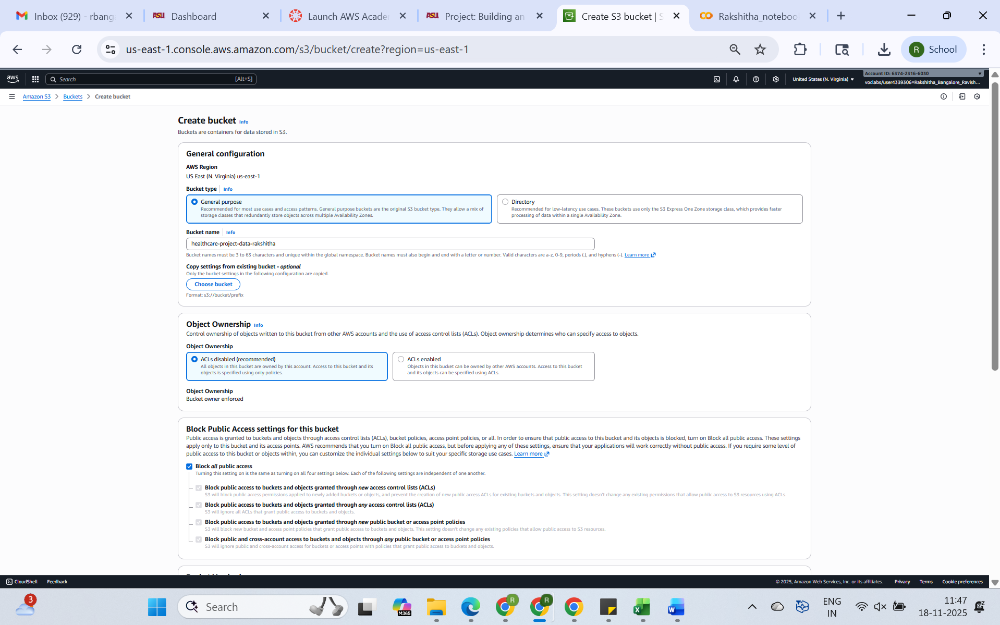 Inbox (929) - rbang
Dashboard
Launch AWS Acade
Project: Building an
Create S3 bucket | S
Rakshitha_notebook
us-east-1.console.aws.amazon.com/s3/bucket/create?region=us-east-1
R School
aws
Search [Alt+S]
United States (N. Virginia)
Account ID: 6374-2316-6030
voclabs/user4339306=Rakshitha_Bangalore_Ravish...
Amazon S3 > Buckets > Create bucket
Create bucket Info
Buckets are containers for data stored in S3.
General configuration
AWS Region
US East (N. Virginia) us-east-1
Bucket type Info
General purpose
Recommended for most use cases and access patterns. General purpose buckets are the original S3 bucket type. They allow a mix of
storage classes that redundantly store objects across multiple Availability Zones.
Directory
Recommended for low-latency use cases. These buckets use only the S3 Express One Zone storage class, which provides faster
processing of data within a single Availability Zone.
Bucket name Info
healthcare-project-data-rakshitha
Bucket names must be 3 to 63 characters and unique within the global namespace. Bucket names must also begin and end with a letter or number. Valid characters are a-z, 0-9, periods (.), and hyphens (-). Learn more
Copy settings from existing bucket - optional
Only the bucket settings in the following configuration are copied.
Choose bucket
Format: s3://bucket/prefix
Object Ownership Info
Control ownership of objects written to this bucket from other AWS accounts and the use of access control lists (ACLs). Object ownership determines who can specify access to objects.
Object Ownership
ACLs disabled (recommended)
All objects in this bucket are owned by this account. Access to this bucket and its
objects is specified using only policies.
ACLs enabled
Objects in this bucket can be owned by other AWS accounts. Access to this bucket
and its objects can be specified using ACLs.
Object Ownership
Bucket owner enforced
Block Public Access settings for this bucket
Public access is granted to buckets and objects through access control lists (ACLs), bucket policies, access point policies, or all. In order to ensure that public access to this bucket and its objects is blocked, turn on Block all public access. These settings
apply only to this bucket and its access points. AWS recommends that you turn on Block all public access, but before applying any of these settings, ensure that your applications will work correctly without public access. If you require some level of
public access to this bucket or objects within, you can customize the individual settings below to suit your specific storage use cases. Learn more
Block all public access
Turning this setting on is the same as turning on all four settings below. Each of the following settings are independent of one another.
Block public access to buckets and objects granted through new access control lists (ACLs)
S3 will block public access permissions applied to newly added buckets or objects, and prevent the creation of new public access ACLs for existing buckets and objects. This setting doesn't change any existing permissions that allow public access to S3 resources using ACLs.
Block public access to buckets and objects granted through any access control lists (ACLs)
S3 will ignore all ACLs that grant public access to buckets and objects.
Block public access to buckets and objects granted through new public bucket or access point policies
S3 will block new bucket and access point policies that grant public access to buckets and objects. This setting doesn't change any existing policies that allow public access to S3 resources.
Block public and cross-account access to buckets and objects through any public bucket or access point policies
S3 will ignore public and cross-account access for buckets or access points with policies that grant public access to buckets and objects.
CloudShell Feedback
© 2025, Amazon Web Services, Inc. or its affiliates. Privacy Terms Cookie preferences
3
Search
M365
ENG
IN
11:47
18-11-2025